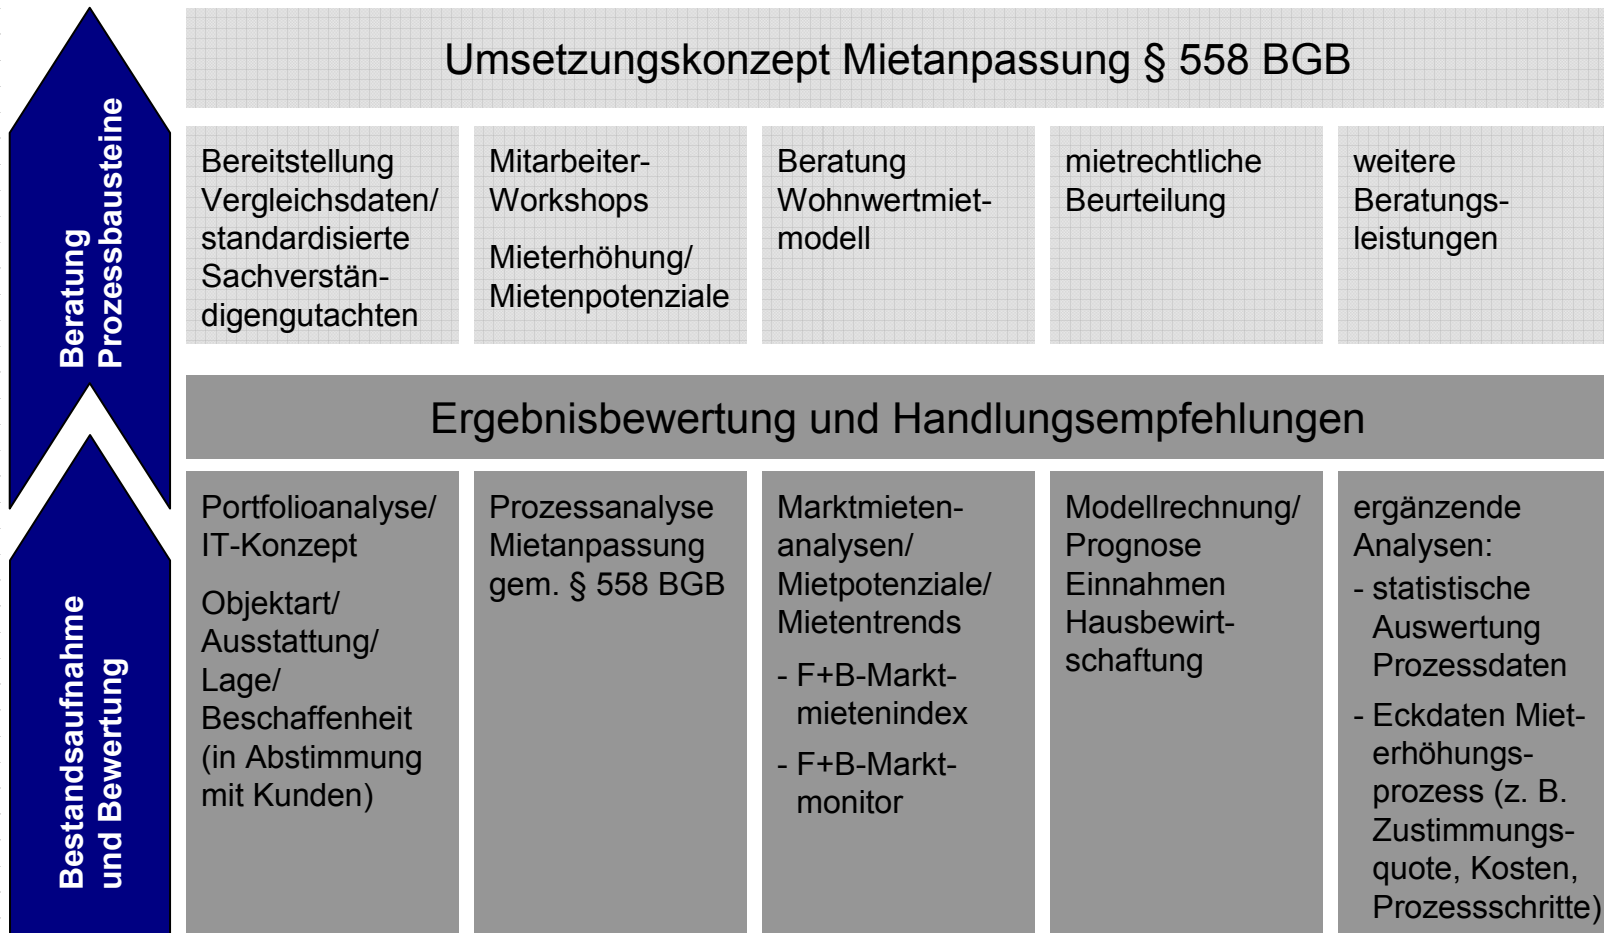 Umsetzungskonzept Mietanpassung § 558 BGB
Beratung
Prozessbausteine
Bereitstellung
Vergleichsdaten/
standardisierte
Sachverstän-
digengutachten
Mitarbeiter-
Workshops
Mieterhöhung/
Mietenpotenziale
Beratung
Wohnwertmiet-
modell
mietrechtliche
Beurteilung
weitere
Beratungs-
leistungen
Ergebnisbewertung und Handlungsempfehlungen
Bestandsaufnahme
und Bewertung
Portfolioanalyse/
IT-Konzept
Objektart/
Ausstattung/
Lage/
Beschaffenheit
(in Abstimmung
mit Kunden)
Prozessanalyse
Mietanpassung
gem. § 558 BGB
Marktmieten-
analysen/
Mietpotenziale/
Mietentrends
- F+B-Markt-
mietenindex
- F+B-Markt-
monitor
Modellrechnung/
Prognose
Einnahmen
Hausbewirt-
schaftung
ergänzende
Analysen:
- statistische
Auswertung
Prozessdaten
- Eckdaten Miet-
erhöhungs-
prozess (z. B.
Zustimmungs-
quote, Kosten,
Prozessschritte)